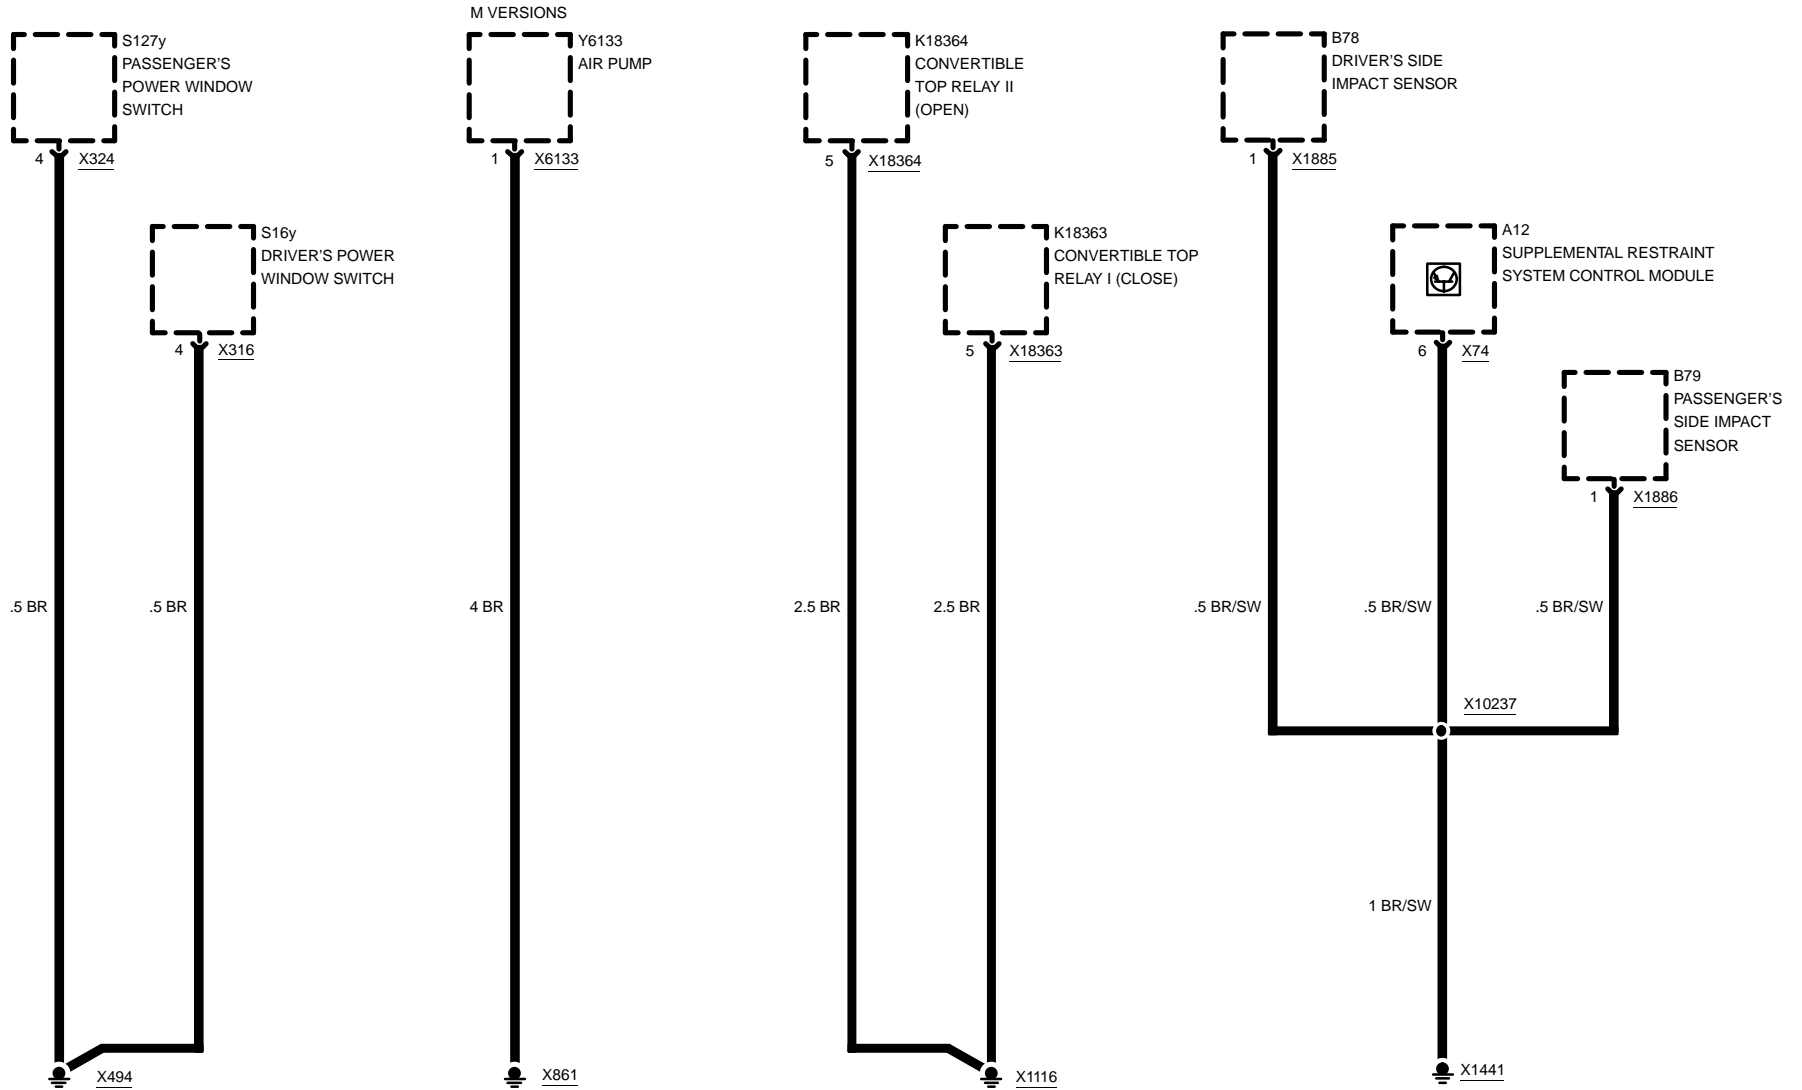 M VERSIONS
S127y
PASSENGER'S
POWER WINDOW
SWITCH
4 X324
S16y
DRIVER'S POWER
WINDOW SWITCH
4 X316
Y6133
AIR PUMP
1 X6133
K18364
CONVERTIBLE
TOP RELAY II
(OPEN)
5 X18364
K18363
CONVERTIBLE TOP
RELAY I (CLOSE)
5 X18363
B78
DRIVER'S SIDE
IMPACT SENSOR
1 X1885
A12
SUPPLEMENTAL RESTRAINT
SYSTEM CONTROL MODULE
6 X74
B79
PASSENGER'S
SIDE IMPACT
SENSOR
1 X1886
.5 BR .5 BR 4 BR 2.5 BR 2.5 BR .5 BR/SW .5 BR/SW .5 BR/SW
X10237
1 BR/SW
X494 X861 X1116 X1441